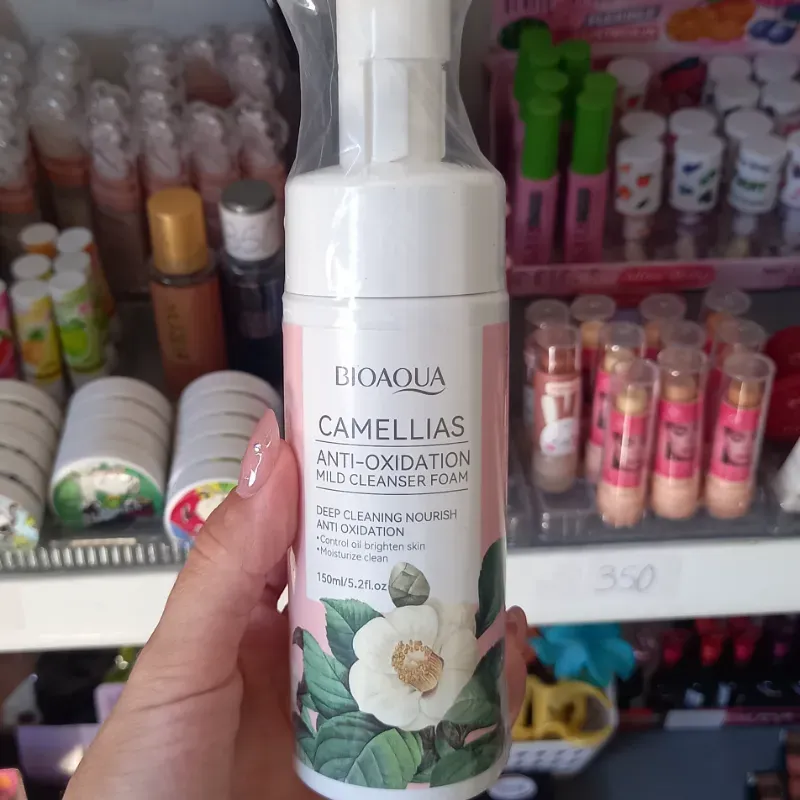 BIOAQUA
CAMELLIAS
ANTI-OXIDATION
MILD CLEANSER FOAM
DEEP CLEANING NOURISH
ANTI OXIDATION
•Control oil brighten skin
•Moisturize clean
150ml/5.2fl.oz
350